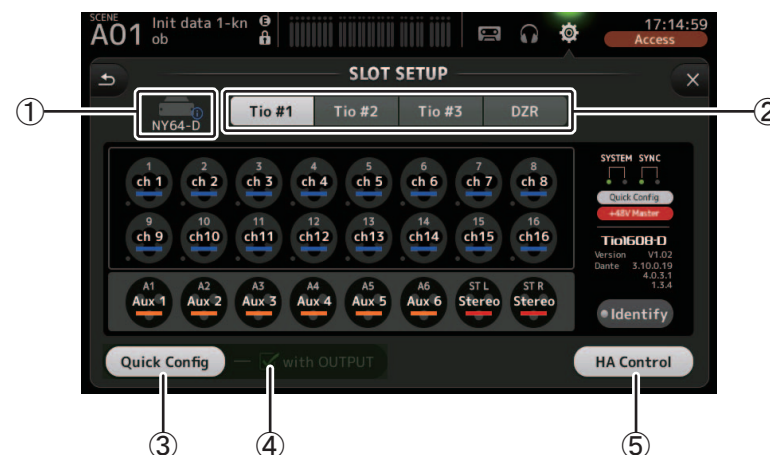 SCENE
A01 Init data 1-kn E 17:14:59
ob Access
SLOT SETUP
① ②
NY64-D Tio #1 Tio #2 Tio #3 DZR
1 2 3 4 5 6 7 8
ch 1 ch 2 ch 3 ch 4 ch 5 ch 6 ch 7 ch 8
9 10 11 12 13 14 15 16
ch 9 ch10 ch11 ch12 ch13 ch14 ch15 ch16
A1 A2 A3 A4 A5 A6 ST L ST R
Aux 1 Aux 2 Aux 3 Aux 4 Aux 5 Aux 6 Stereo Stereo
SYSTEM SYNC
Quick Config
+48V Master
Tio1608-D
Version V1.02
Dante 3.10.0.19
4.0.3.1
1.3.4
Identify
Quick Config with OUTPUT HA Control
③ ④ ⑤